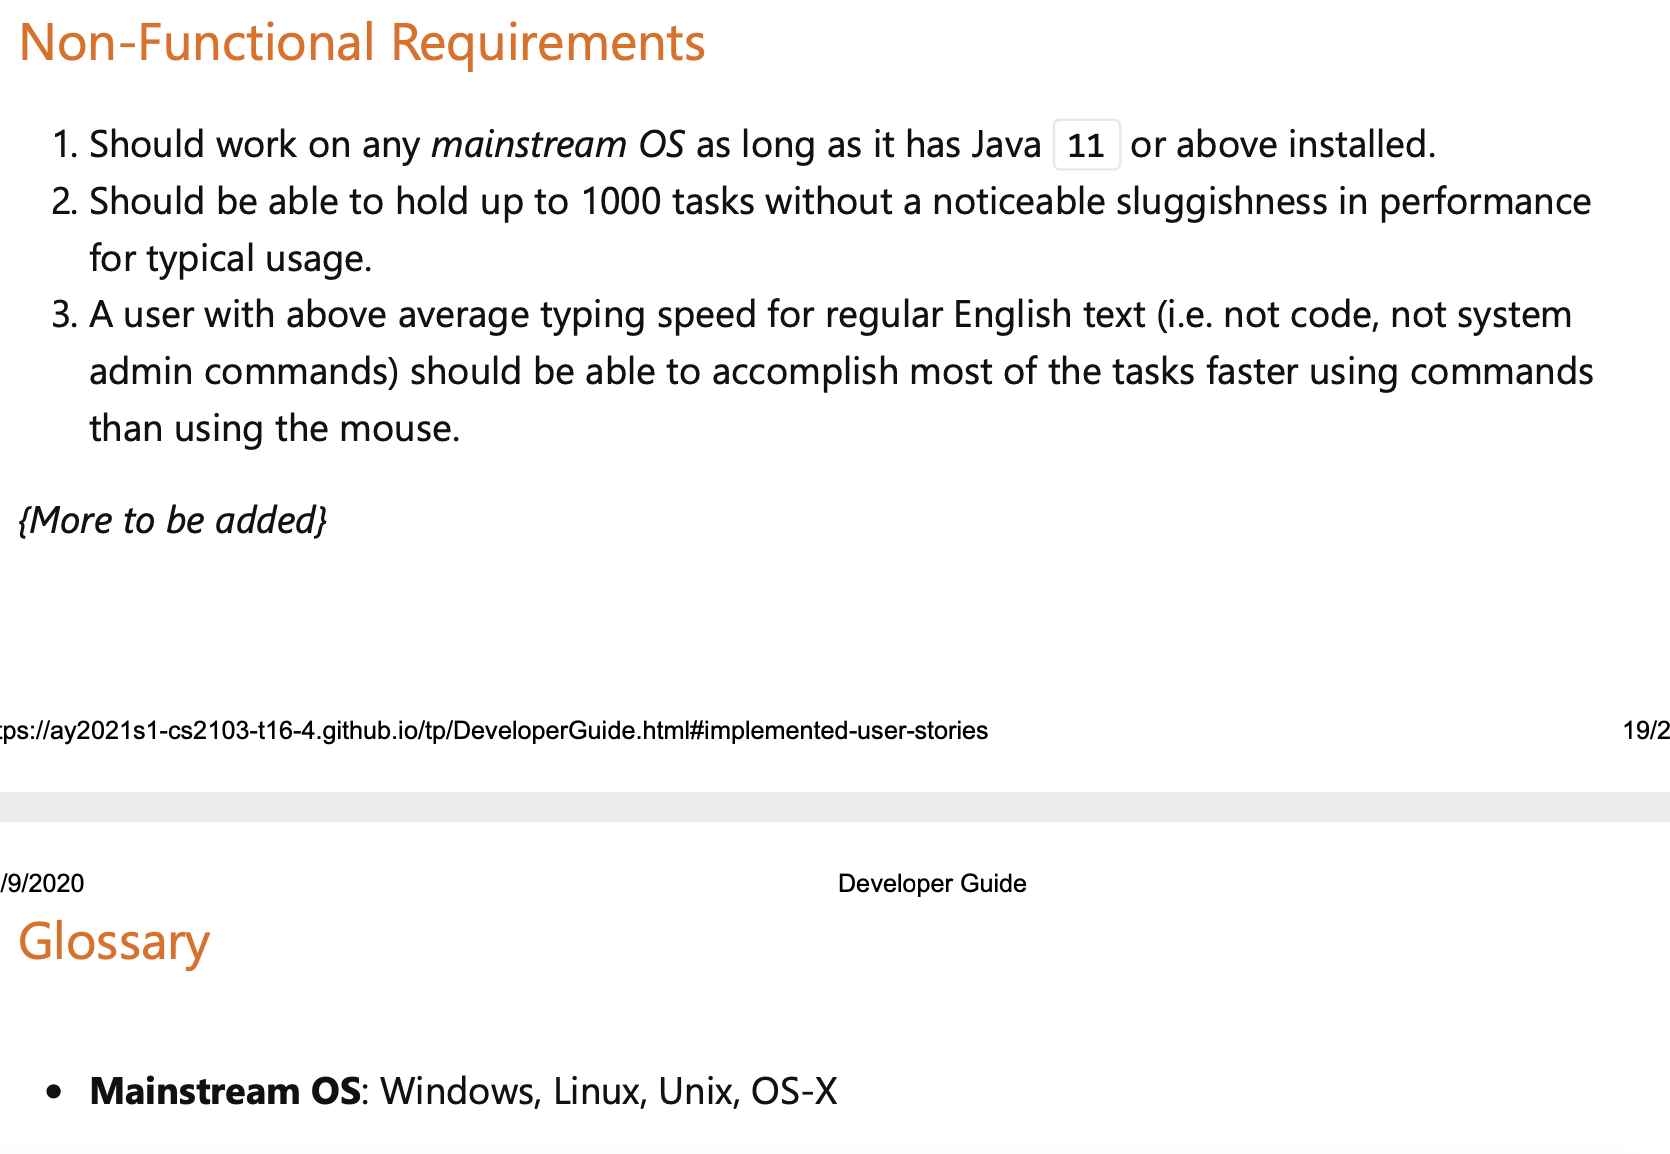 Non-Functional Requirements
1. Should work on any mainstream OS as long as it has Java 11 or above installed.
2. Should be able to hold up to 1000 tasks without a noticeable sluggishness in performance
for typical usage.
3. A user with above average typing speed for regular English text (i.e. not code, not system
admin commands) should be able to accomplish most of the tasks faster using commands
than using the mouse.
{More to be added}
tps://ay2021s1-cs2103-t16-4.github.io/tp/DeveloperGuide.html#implemented-user-stories 19/2
/9/2020 Developer Guide
Glossary
• Mainstream OS: Windows, Linux, Unix, OS-X